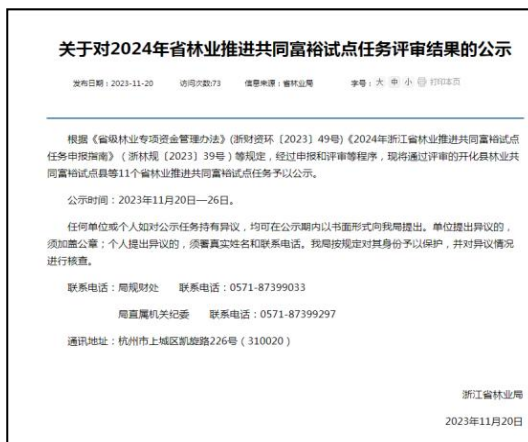 关于对2024年省林业推进共同富裕试点任务评审结果的公示
发布日期：2023-11-20 访问次数:73 信息来源：省林业局 字号：大 中 小 打印本页
根据《省级林业专项资金管理办法》(浙财资环〔2023〕49号)《2024年浙江省林业推进共同富裕试点
任务申报指南》（浙林规〔2023〕39号）等规定，经过申报和评审等程序，现将通过评审的开化县林业共
同富裕试点县等11个省林业推进共同富裕试点任务予以公示。
公示时间：2023年11月20日—26日。
任何单位或个人如对公示任务持有异议，均可在公示期内以书面形式向我局提出。单位提出异议的，
须加盖公章；个人提出异议的，须署真实姓名和联系电话。我局按规定对其身份予以保护，并对异议情况
进行核查。
联系电话：局规财处 联系电话：0571-87399033
局直属机关纪委 联系电话：0571-87399297
通讯地址：杭州市上城区凯旋路226号（310020）
浙江省林业局
2023年11月20日